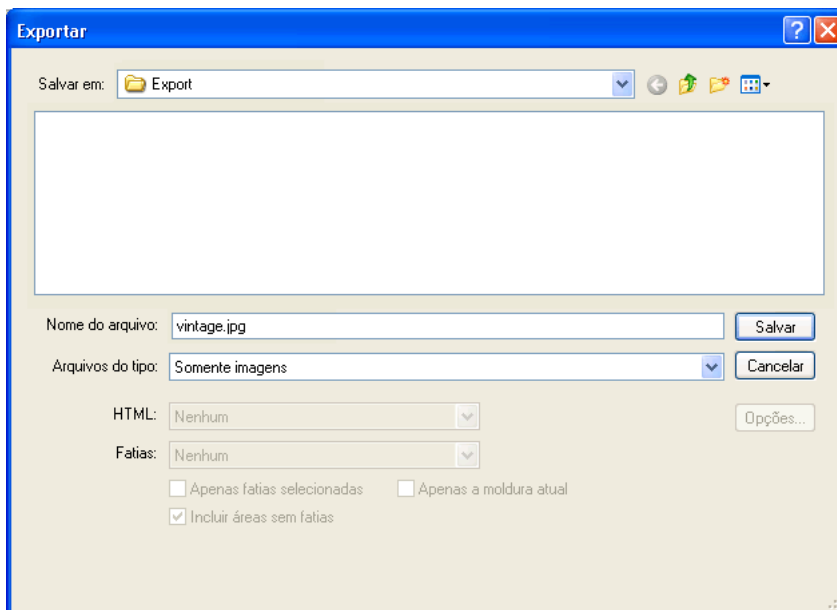 Exportar
Salvar em: Export
Nome do arquivo: vintage.jpg Salvar
Arquivos do tipo: Somente imagens Cancelar
HTML: Nenhum Opções...
Fatias: Nenhum
Apenas fatias selecionadas Apenas a moldura atual
Incluir áreas sem fatias